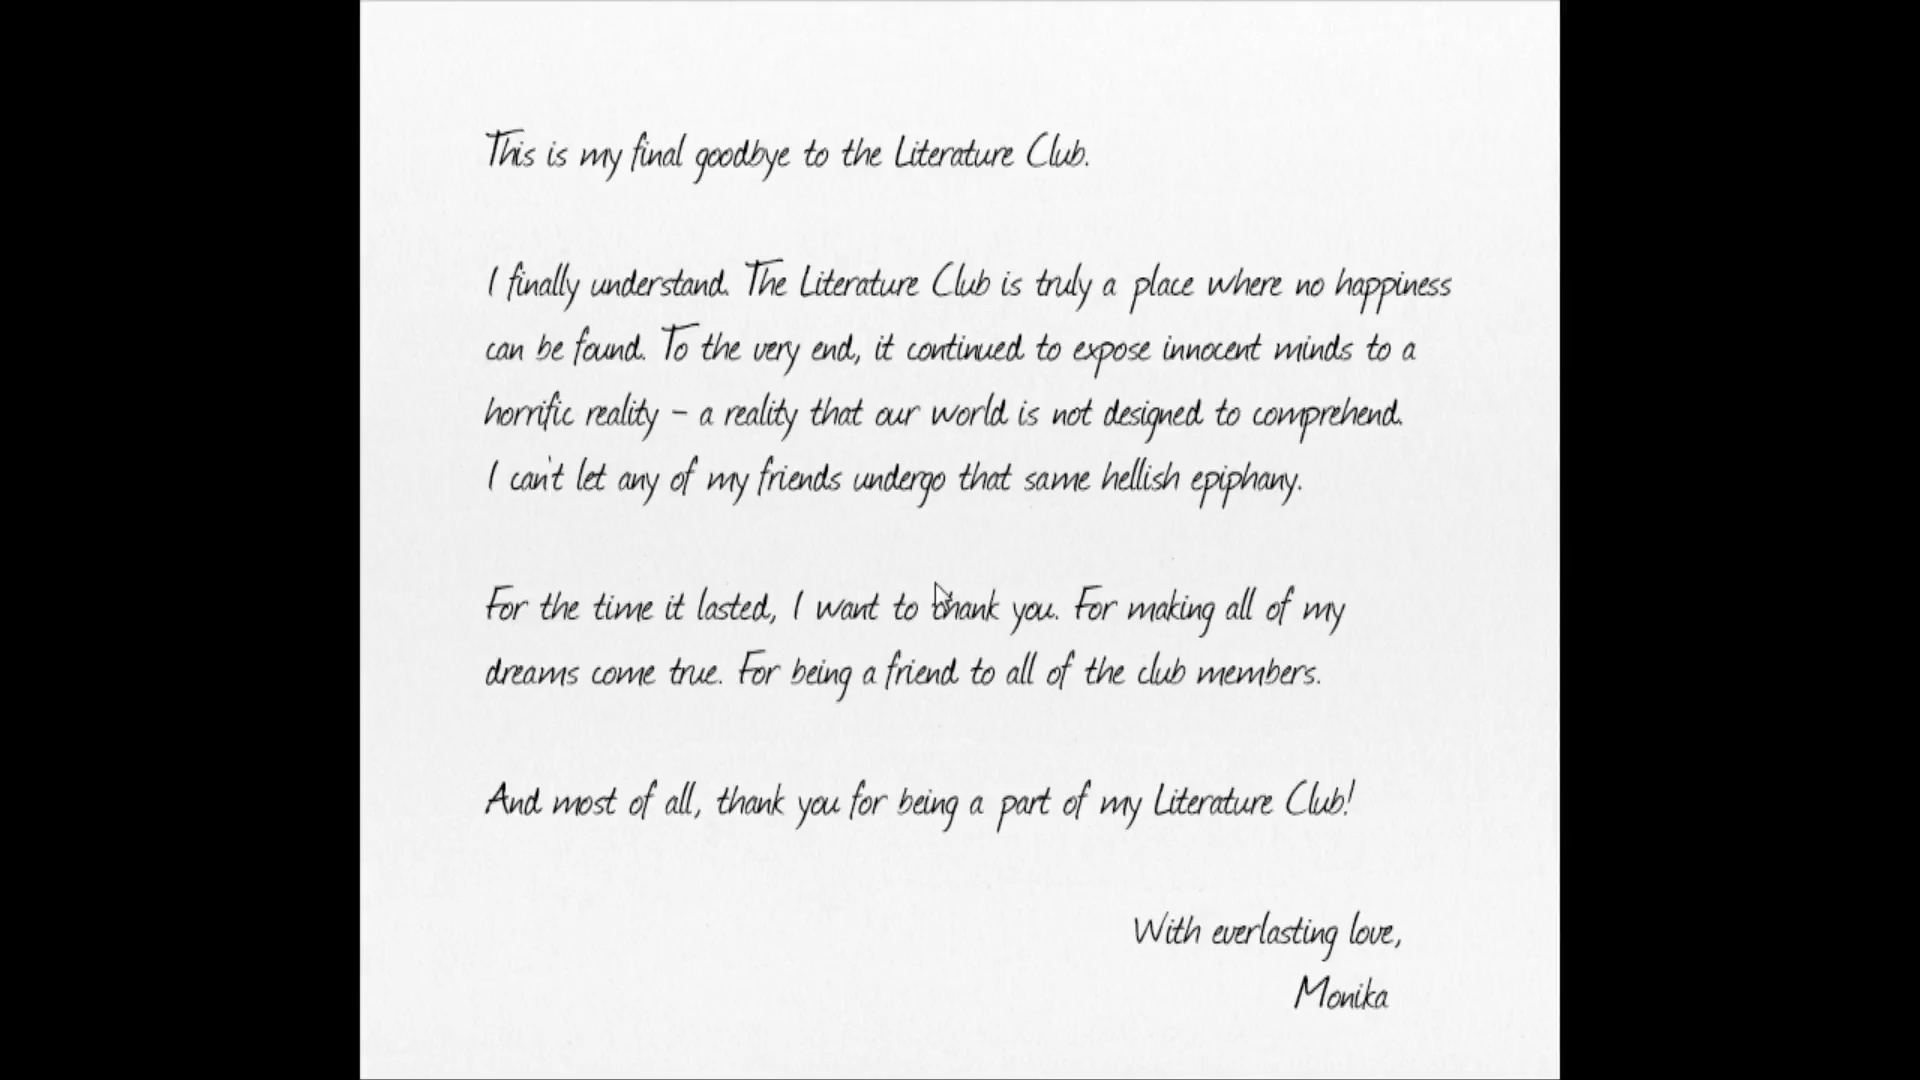 This is my final goodbye to the Literature Club.
I finally understand. The Literature Club is truly a place where no happiness
can be found. To the very end, it continued to expose innocent minds to a
horrific reality - a reality that our world is not designed to comprehend.
I can't let any of my friends undergo that same hellish epiphany.
For the time it lasted, I want to thank you. For making all of my
dreams come true. For being a friend to all of the club members.
And most of all, thank you for being a part of my Literature Club!
With everlasting love,
Monika